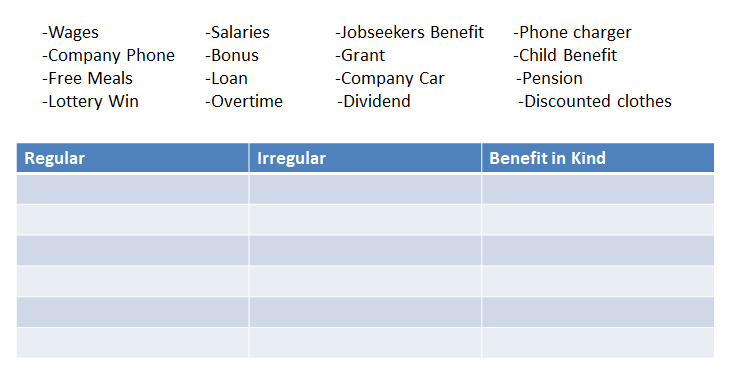 -Wages -Salaries -Jobseekers Benefit -Phone charger
-Company Phone -Bonus -Grant -Child Benefit
-Free Meals -Loan -Company Car -Pension
-Lottery Win -Overtime -Dividend -Discounted clothes
Regular Irregular Benefit in Kind